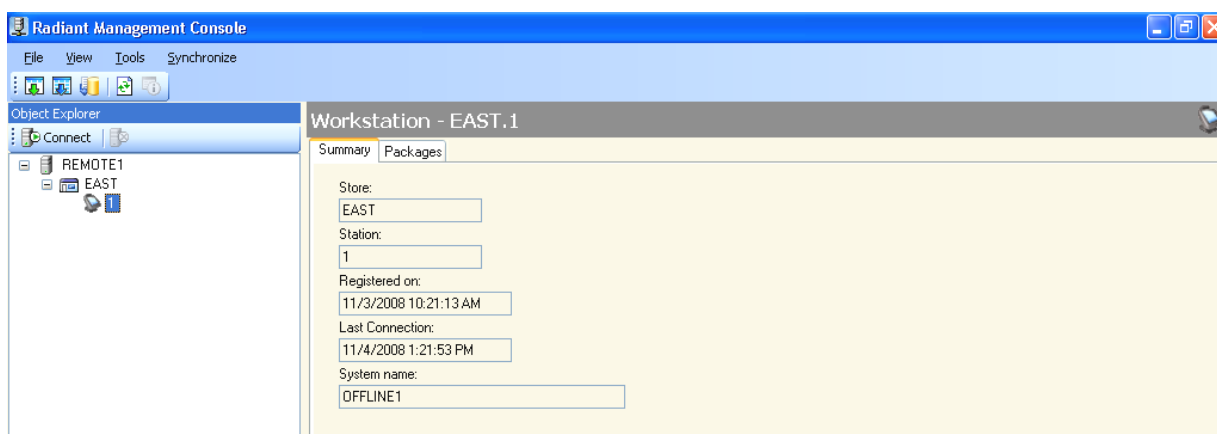 Radiant Management Console
File View Tools Synchronize
Object Explorer
Connect
REMOTE1
EAST
1
Workstation - EAST.1
Summary Packages
Store:
EAST
Station:
1
Registered on:
11/3/2008 10:21:13 AM
Last Connection:
11/4/2008 1:21:53 PM
System name:
OFFLINE1